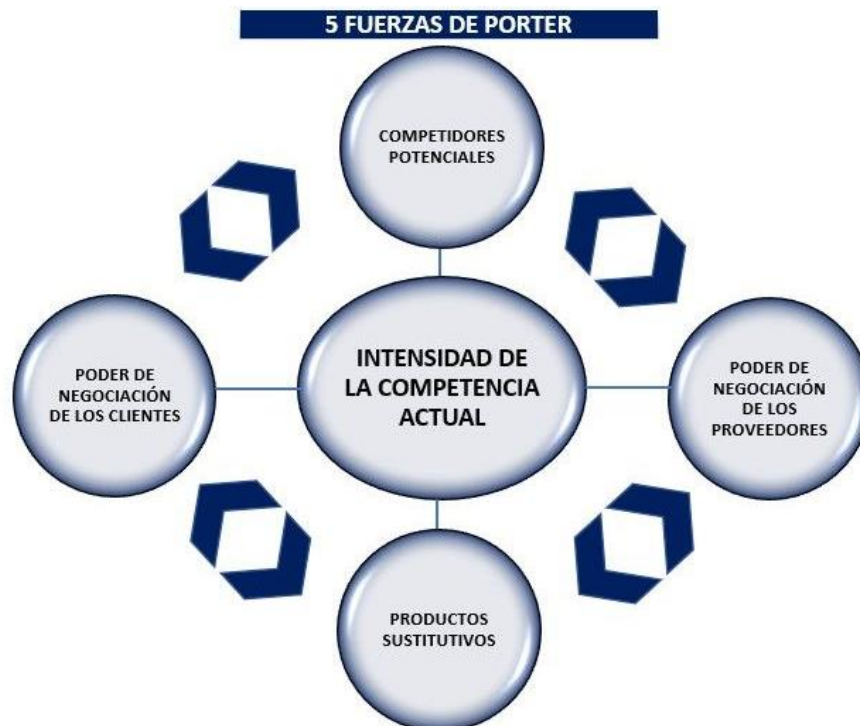 5 FUERZAS DE PORTER
COMPETIDORES
POTENCIALES
PODER DE
NEGOCIACIÓN
DE LOS CLIENTES
INTENSIDAD DE
LA COMPETENCIA
ACTUAL
PODER DE
NEGOCIACIÓN
DE LOS
PROVEEDORES
PRODUCTOS
SUSTITUTIVOS